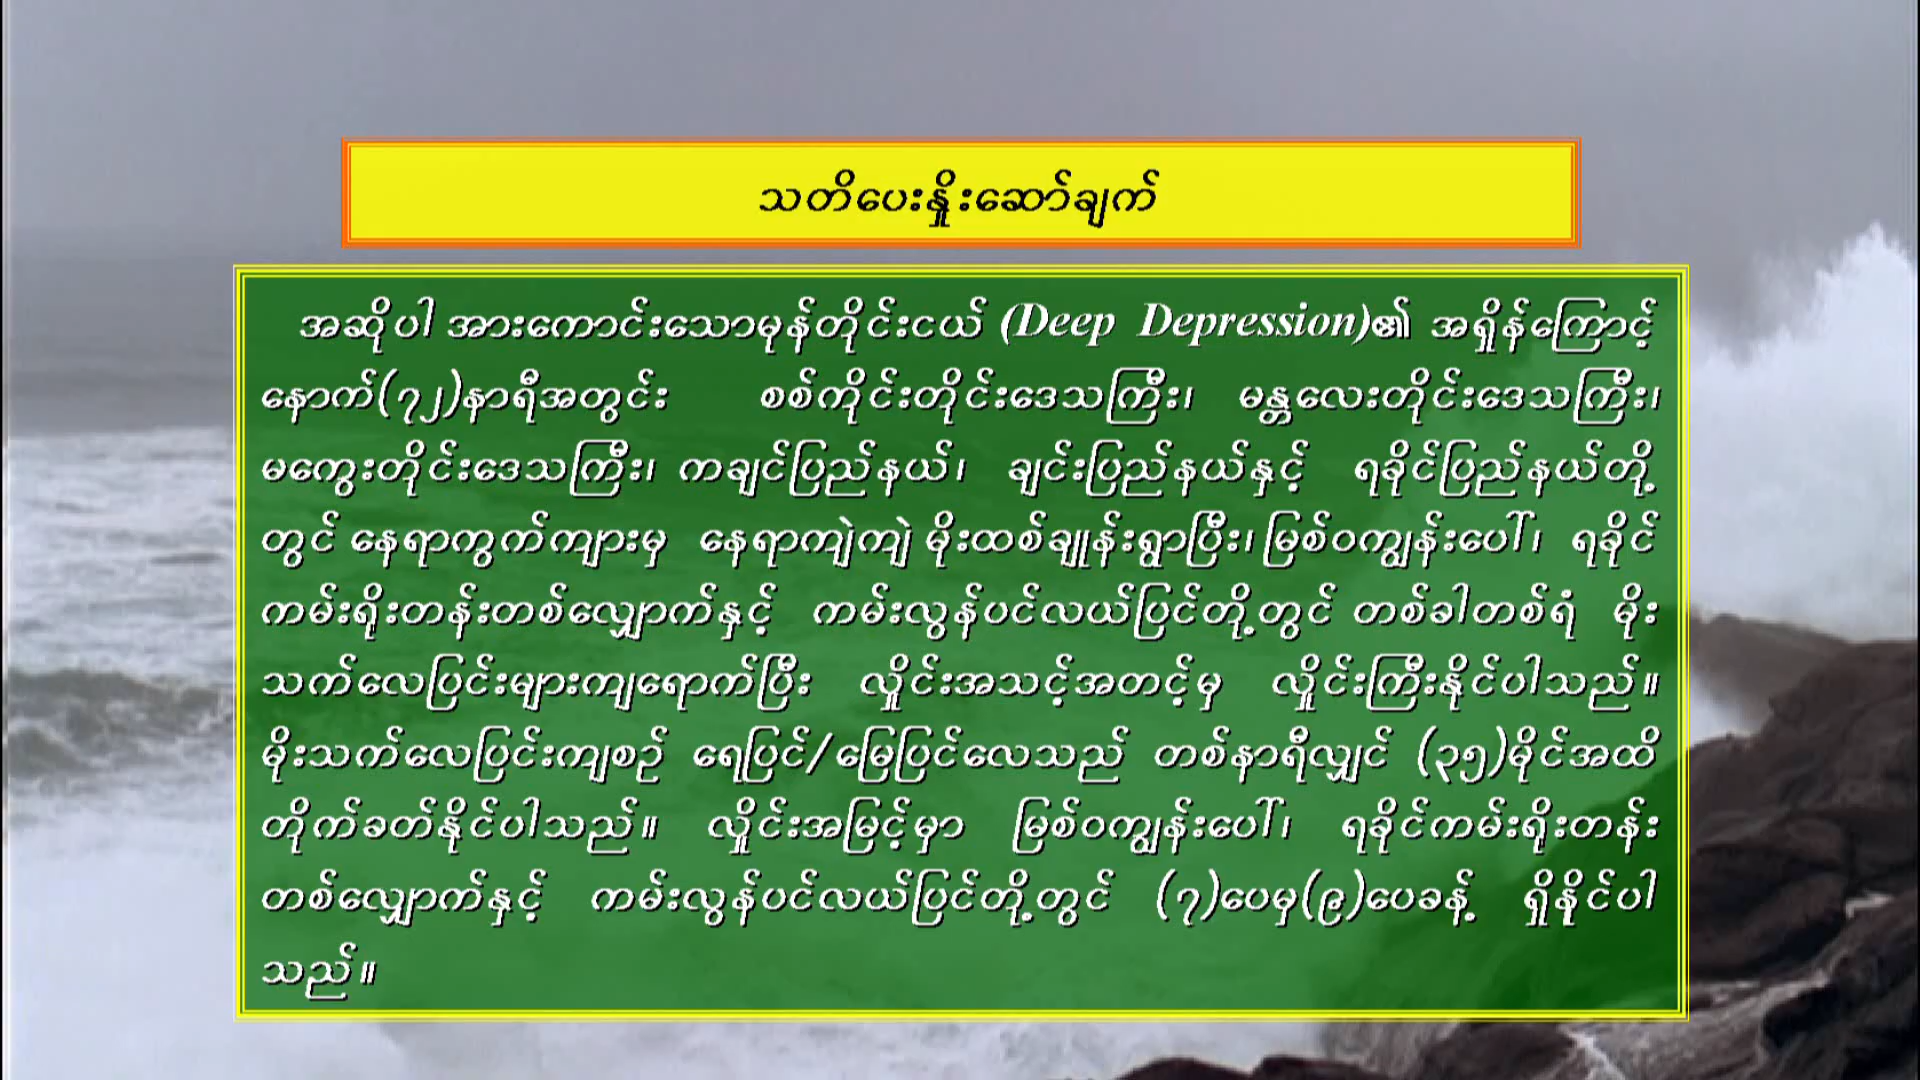 သတိပေးနှိုးဆော်ချက်
အဆိုပါ အားကောင်းသောမုန်တိုင်းငယ် (Deep Depression)၏ အရှိန်ကြောင့်
နောက်(၇၂)နာရီအတွင်း စစ်ကိုင်းတိုင်းဒေသကြီး၊ မန္တလေးတိုင်းဒေသကြီး၊
မကွေးတိုင်းဒေသကြီး၊ ကချင်ပြည်နယ်၊ ချင်းပြည်နယ်နှင့် ရခိုင်ပြည်နယ်တို့
တွင် နေရာကွက်ကျားမှ နေရာကျဲကျဲ မိုးထစ်ချုန်းရွာပြီး၊ မြစ်ဝကျွန်းပေါ်၊ ရခိုင်
ကမ်းရိုးတန်းတစ်လျှောက်နှင့် ကမ်းလွန်ပင်လယ်ပြင်တို့တွင် တစ်ခါတစ်ရံ မိုး
သက်လေပြင်းများကျရောက်ပြီး လှိုင်းအသင့်အတင့်မှ လှိုင်းကြီးနိုင်ပါသည်။
မိုးသက်လေပြင်းကျစဉ် ရေပြင်/မြေပြင်လေသည် တစ်နာရီလျှင် (၃၅)မိုင်အထိ
တိုက်ခတ်နိုင်ပါသည်။ လှိုင်းအမြင့်မှာ မြစ်ဝကျွန်းပေါ်၊ ရခိုင်ကမ်းရိုးတန်း
တစ်လျှောက်နှင့် ကမ်းလွန်ပင်လယ်ပြင်တို့တွင် (၇)ပေမှ(၉)ပေခန့် ရှိနိုင်ပါ
သည်။